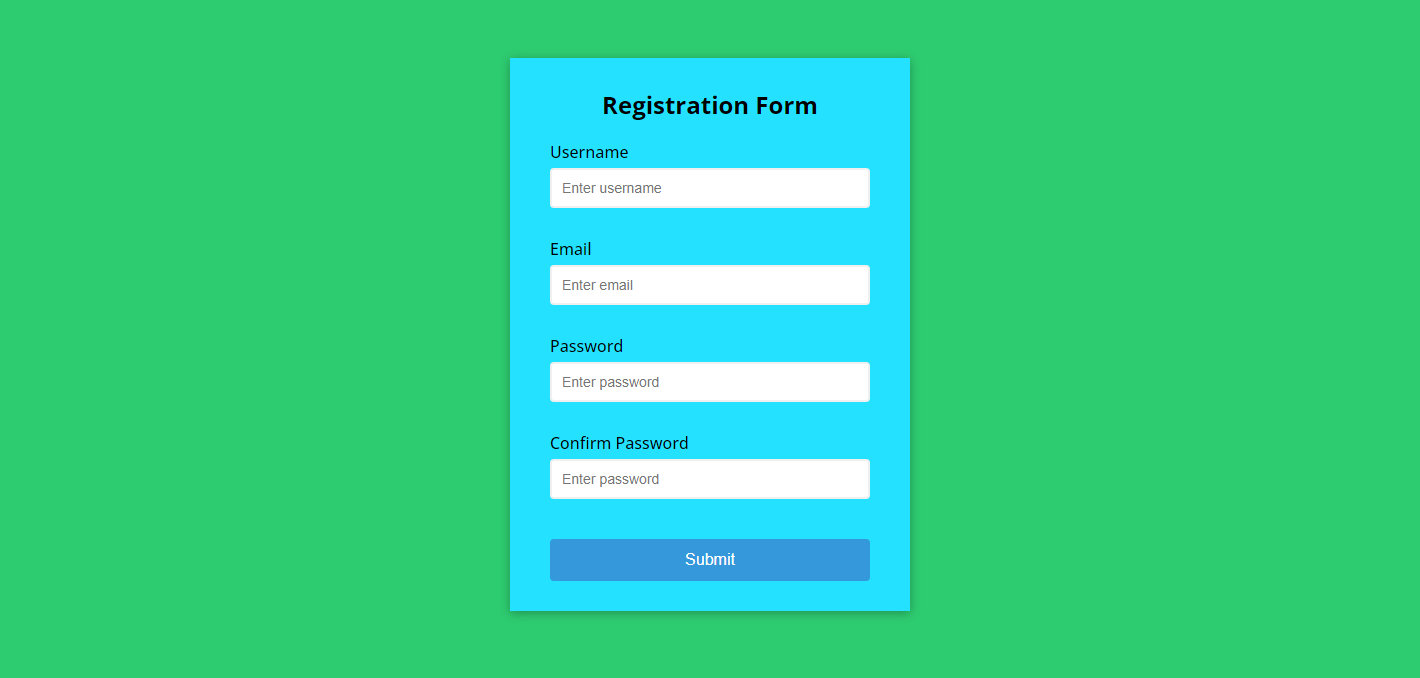 Registration Form
Username
Enter username
Email
Enter email
Password
Enter password
Confirm Password
Enter password
Submit